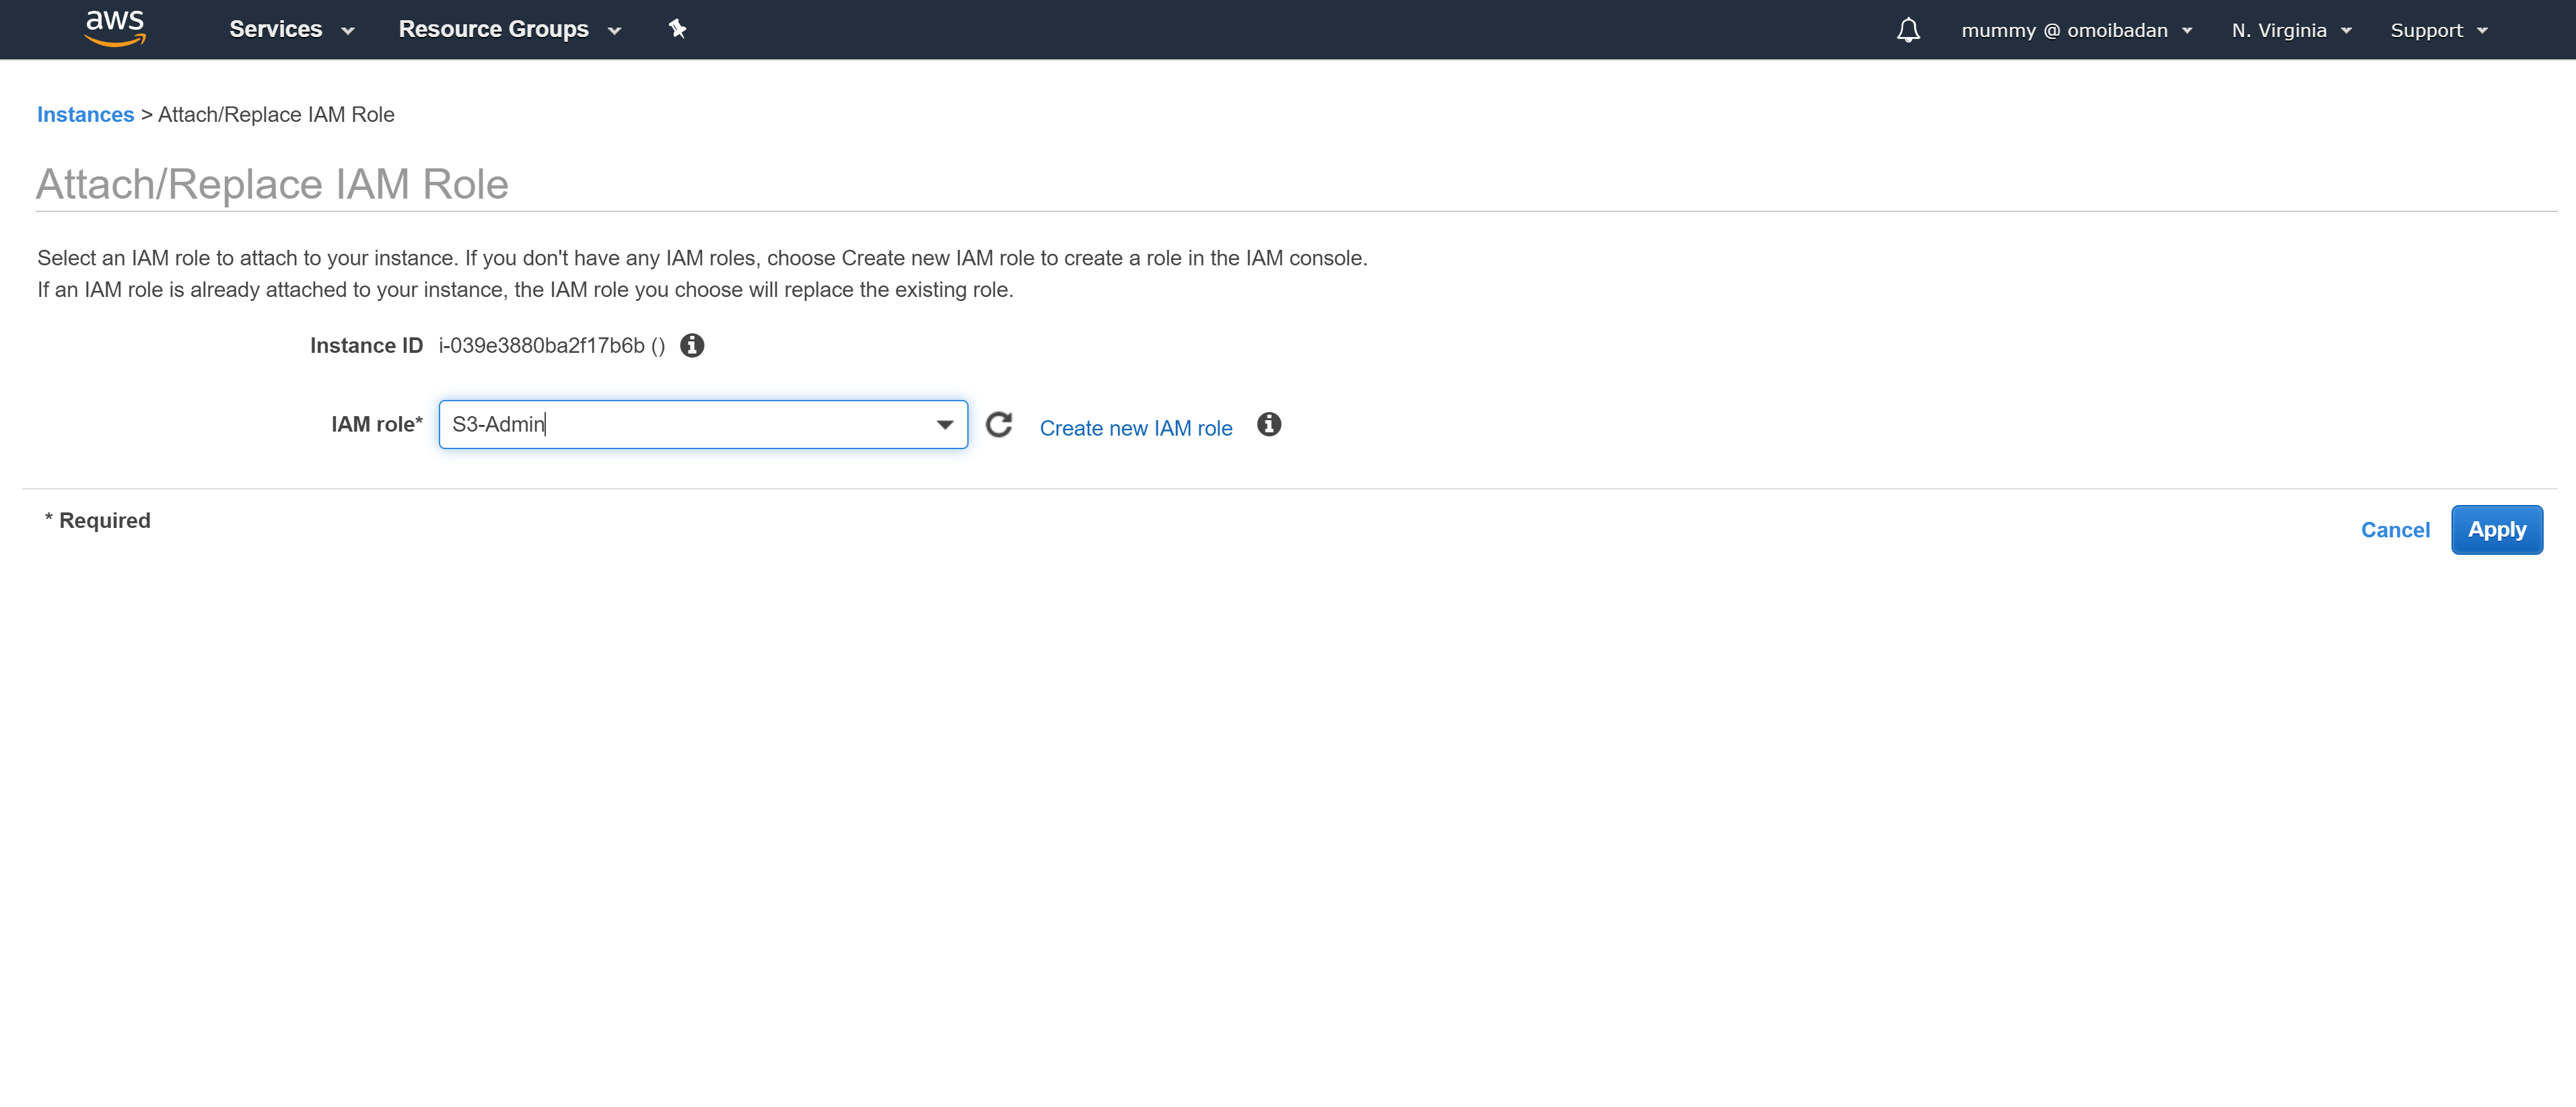 aws Services Resource Groups mummy @ omoibadan N. Virginia Support
Instances > Attach/Replace IAM Role
Attach/Replace IAM Role
Select an IAM role to attach to your instance. If you don't have any IAM roles, choose Create new IAM role to create a role in the IAM console.
If an IAM role is already attached to your instance, the IAM role you choose will replace the existing role.
Instance ID i-039e3880ba2f17b6b ()
IAM role* S3-Admin Create new IAM role
* Required
Cancel Apply